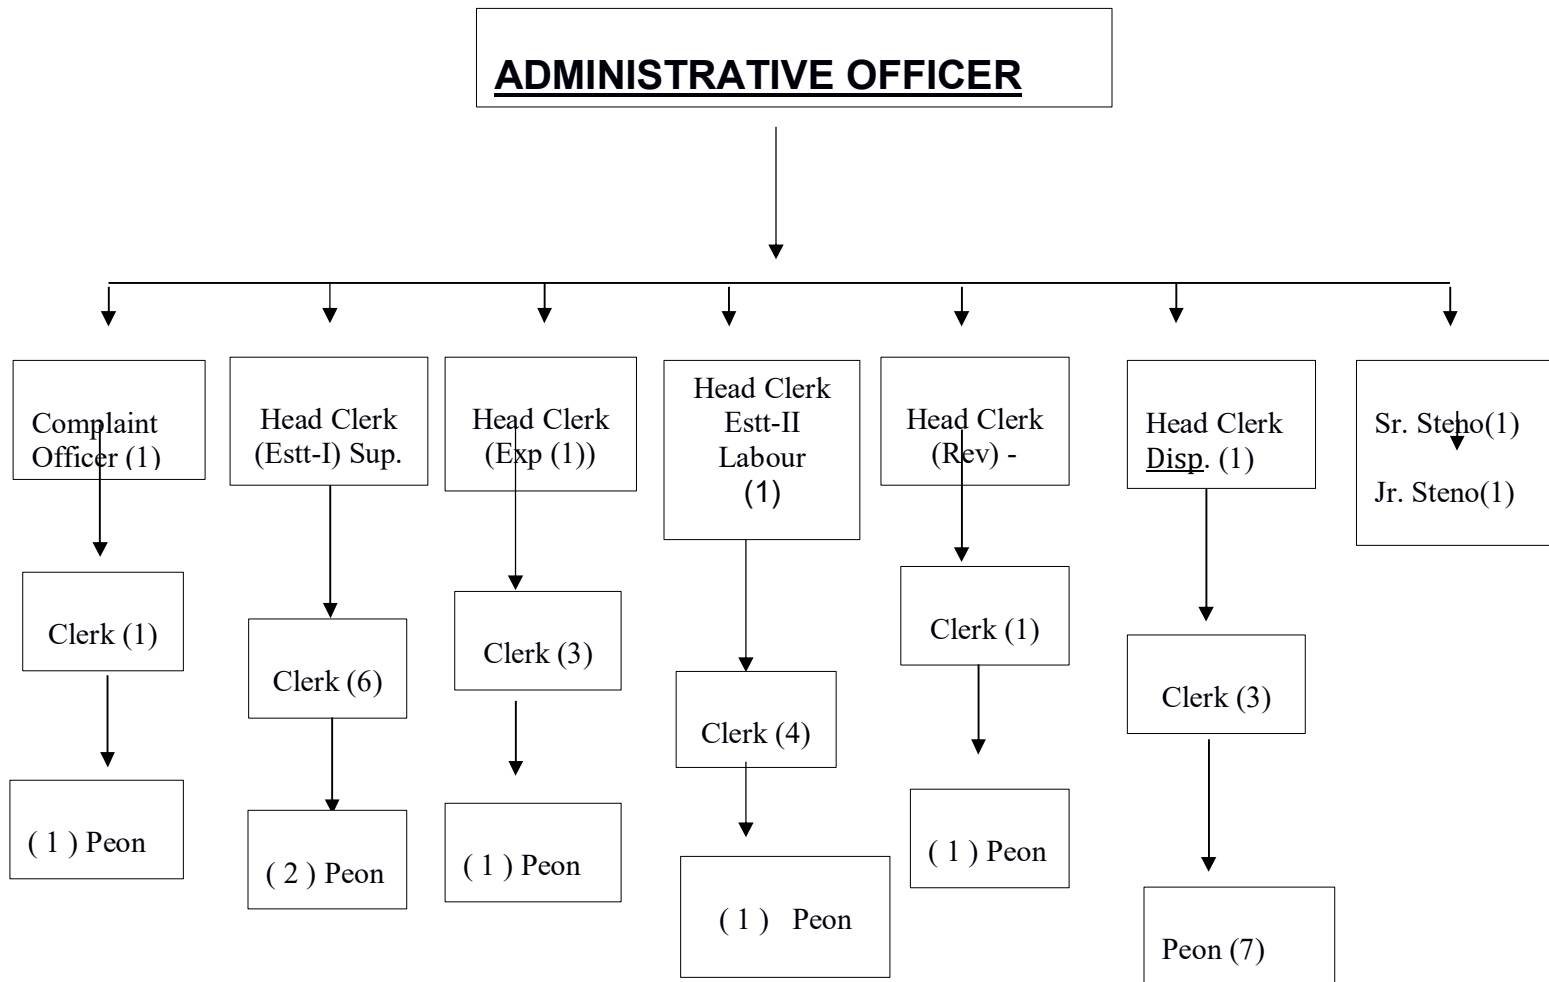 ADMINISTRATIVE OFFICER
Complaint
Officer (1)
Head Clerk
(Estt-I) Sup.
Head Clerk
(Exp (1))
Head Clerk
Estt-II
Labour
(1)
Head Clerk
(Rev) -
Head Clerk
Disp. (1)
Sr. Steno(1)
Jr. Steno(1)
Clerk (1)
Clerk (6)
Clerk (3)
Clerk (4)
Clerk (1)
Clerk (3)
( 1 ) Peon
( 2 ) Peon
( 1 ) Peon
( 1 ) Peon
( 1 ) Peon
Peon (7)